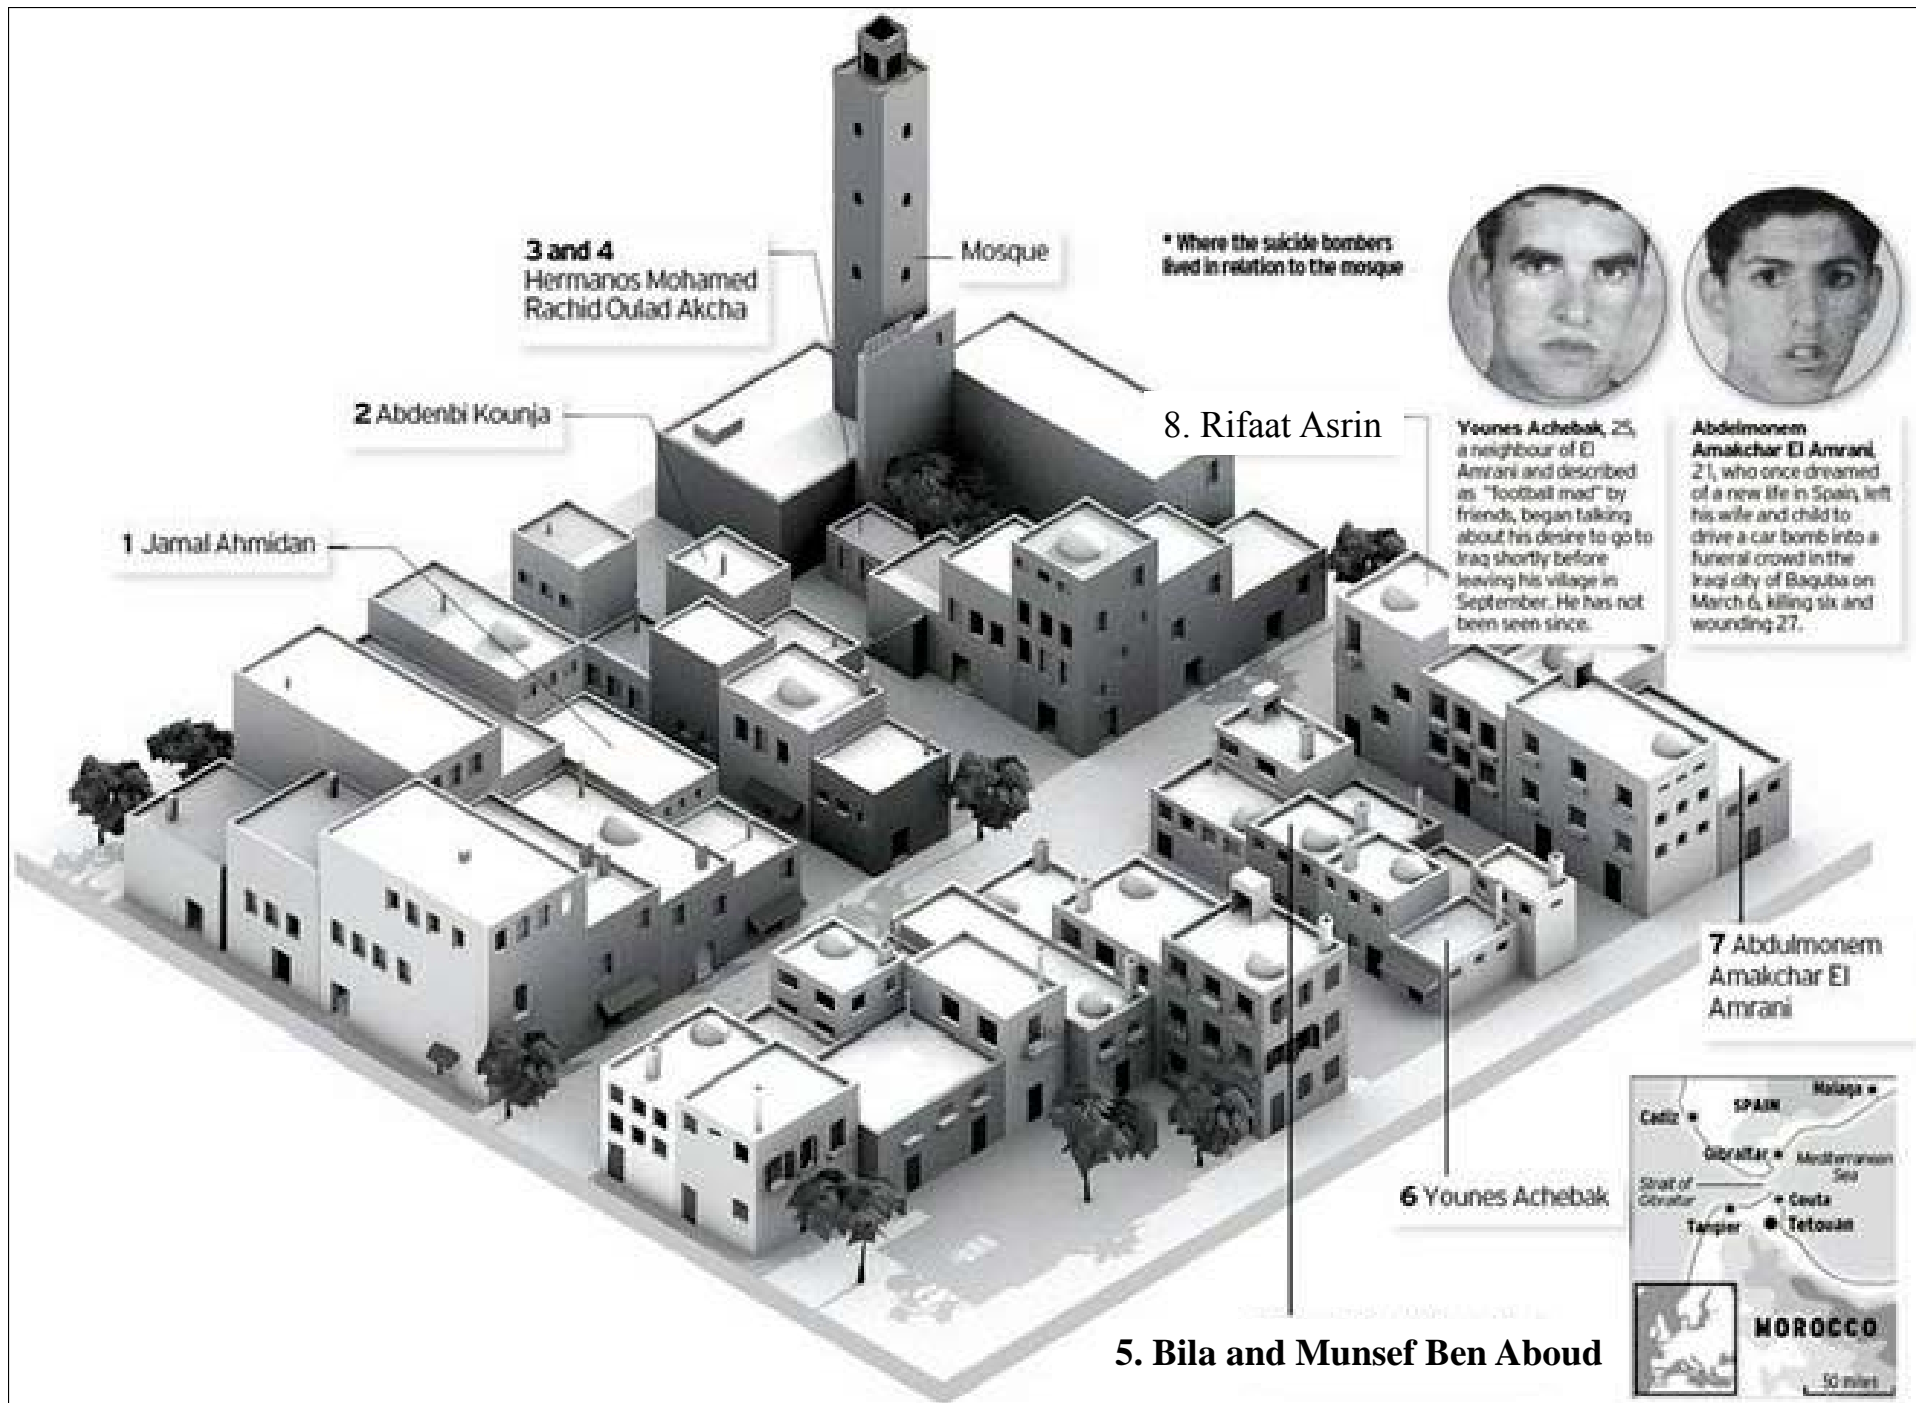 3 and 4
Hermanos Mohamed
Rachid Oulad Akcha
Mosque
* Where the suicide bombers
lived in relation to the mosque
2 Abdenbi Kounja
8. Rifaat Asrin
1 Jamal Ahmidan
Younes Achebak, 25,
a neighbour of El
Amrani and described
as "football mad" by
friends, began talking
about his desire to go to
Iraq shortly before
leaving his village in
September. He has not
been seen since.
Abdelmonem
Amakchar El Amrani,
21, who once dreamed
of a new life in Spain, left
his wife and child to
drive a car bomb into a
funeral crowd in the
Iraqi city of Baquba on
March 6, killing six and
wounding 27.
7 Abdulmonem
Amakchar El
Amrani
6 Younes Achebak
5. Bila and Munsef Ben Aboud
Malaga
SPAIN
Cadiz
Gibraltar
Mediterranean
Sea
Strait of
Gibraltar
Ceuta
Tangier
Tetouan
MOROCCO
50 miles